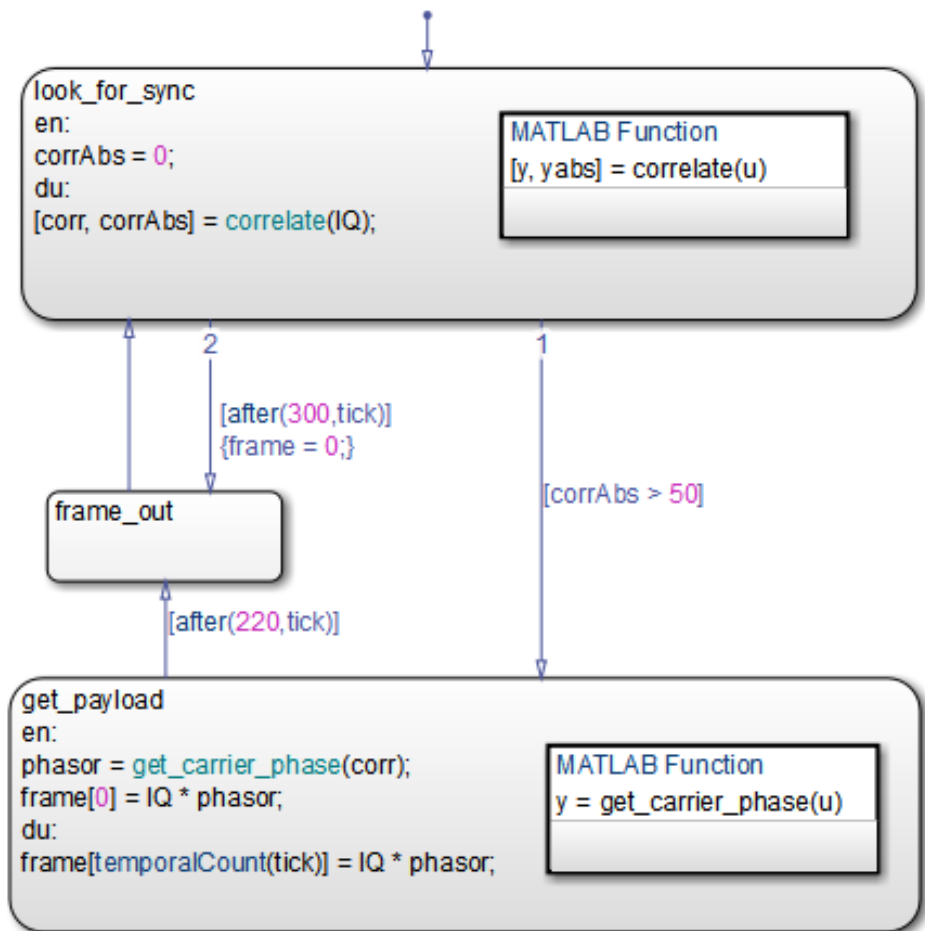 look_for_sync
en:
corrAbs = 0;
du:
[corr, corrAbs] = correlate(IQ);
MATLAB Function
[y, yabs] = correlate(u)
2
1
[after(300,tick)]
{frame = 0;}
[corrAbs > 50]
frame_out
[after(220,tick)]
get_payload
en:
phasor = get_carrier_phase(corr);
frame[0] = IQ * phasor;
du:
frame[temporalCount(tick)] = IQ * phasor;
MATLAB Function
y = get_carrier_phase(u)